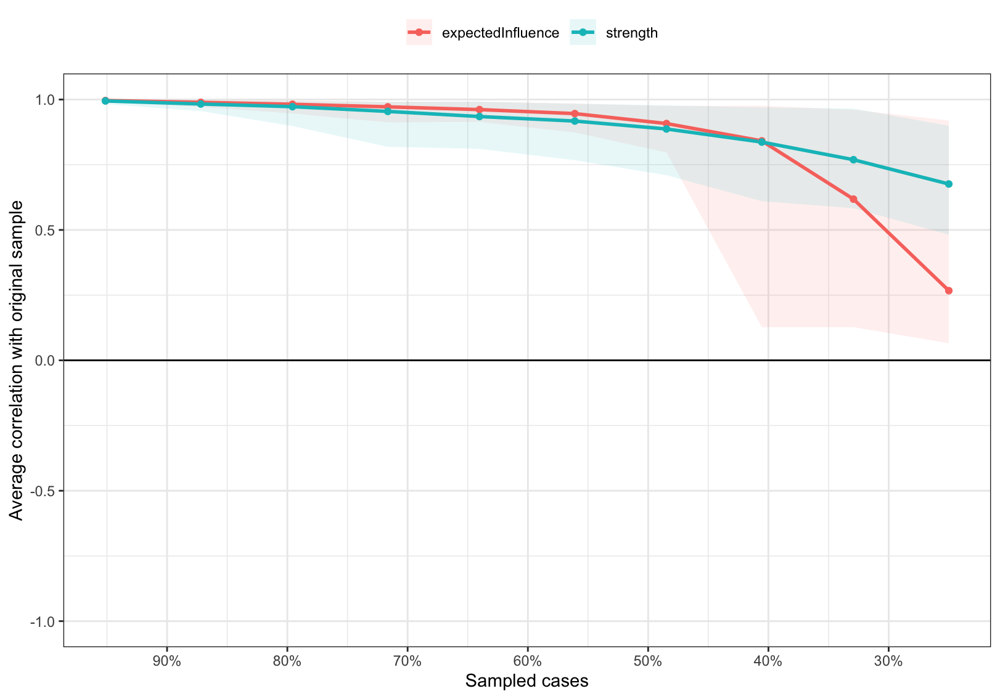 expectedInfluence strength
Average correlation with original sample
1.0
0.5
0.0
-0.5
-1.0
90% 80% 70% 60% 50% 40% 30%
Sampled cases